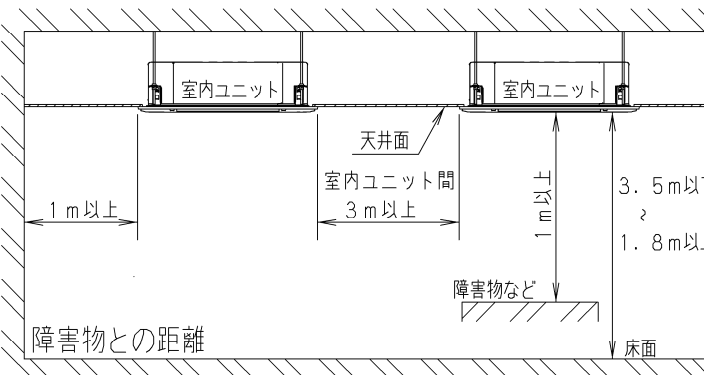 室内ユニット
室内ユニット
天井面
室内ユニット間
3m以上
1m以上
1m以上
3.5m以下
~
1.8m以上
障害物など
障害物との距離
床面